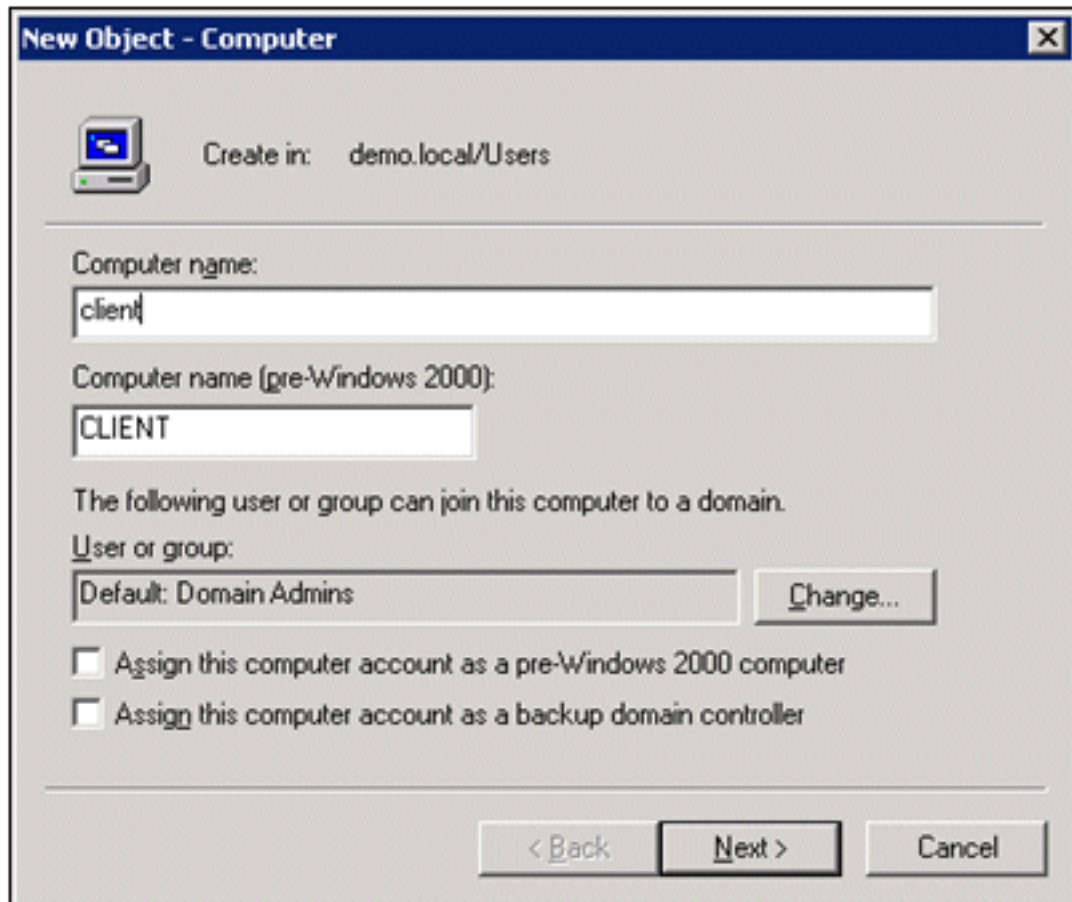 New Object - Computer
Create in: demo.local/Users
Computer name:
client
Computer name (pre-Windows 2000):
CLIENT
The following user or group can join this computer to a domain.
User or group:
Default: Domain Admins
Change...
Assign this computer account as a pre-Windows 2000 computer
Assign this computer account as a backup domain controller
< Back Next > Cancel